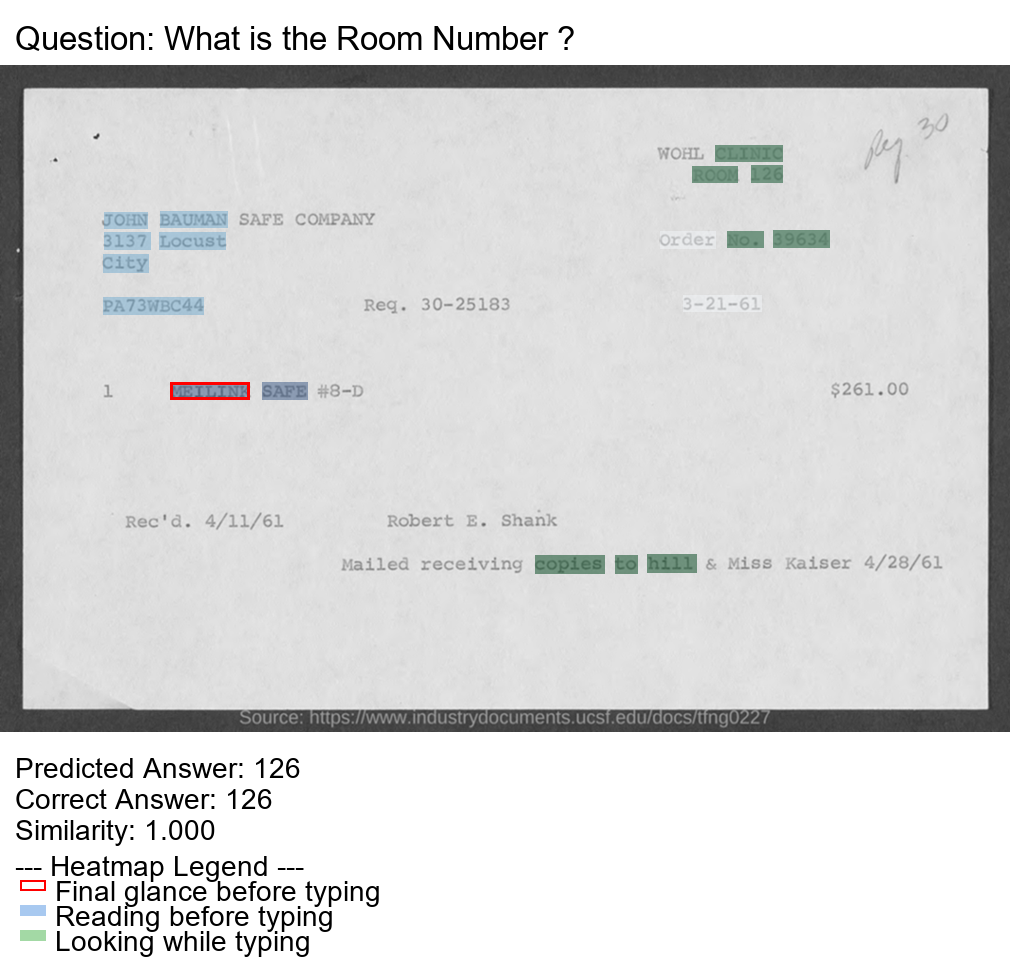 Question: What is the Room Number ?
Reg. 30
WOHL CLINIC
ROOM 126
JOHN BAUMAN SAFE COMPANY
3137 Locust
City
Order No. 39634
PA73WBC44 Req. 30-25183 3-21-61
1 MEILINK SAFE #8-D $261.00
Rec'd. 4/11/61 Robert E. Shank
Mailed receiving copies to hill & Miss Kaiser 4/28/61
Source: https://www.industrydocuments.ucsf.edu/docs/tfng0227
Predicted Answer: 126
Correct Answer: 126
Similarity: 1.000
--- Heatmap Legend ---
Final glance before typing
Reading before typing
Looking while typing